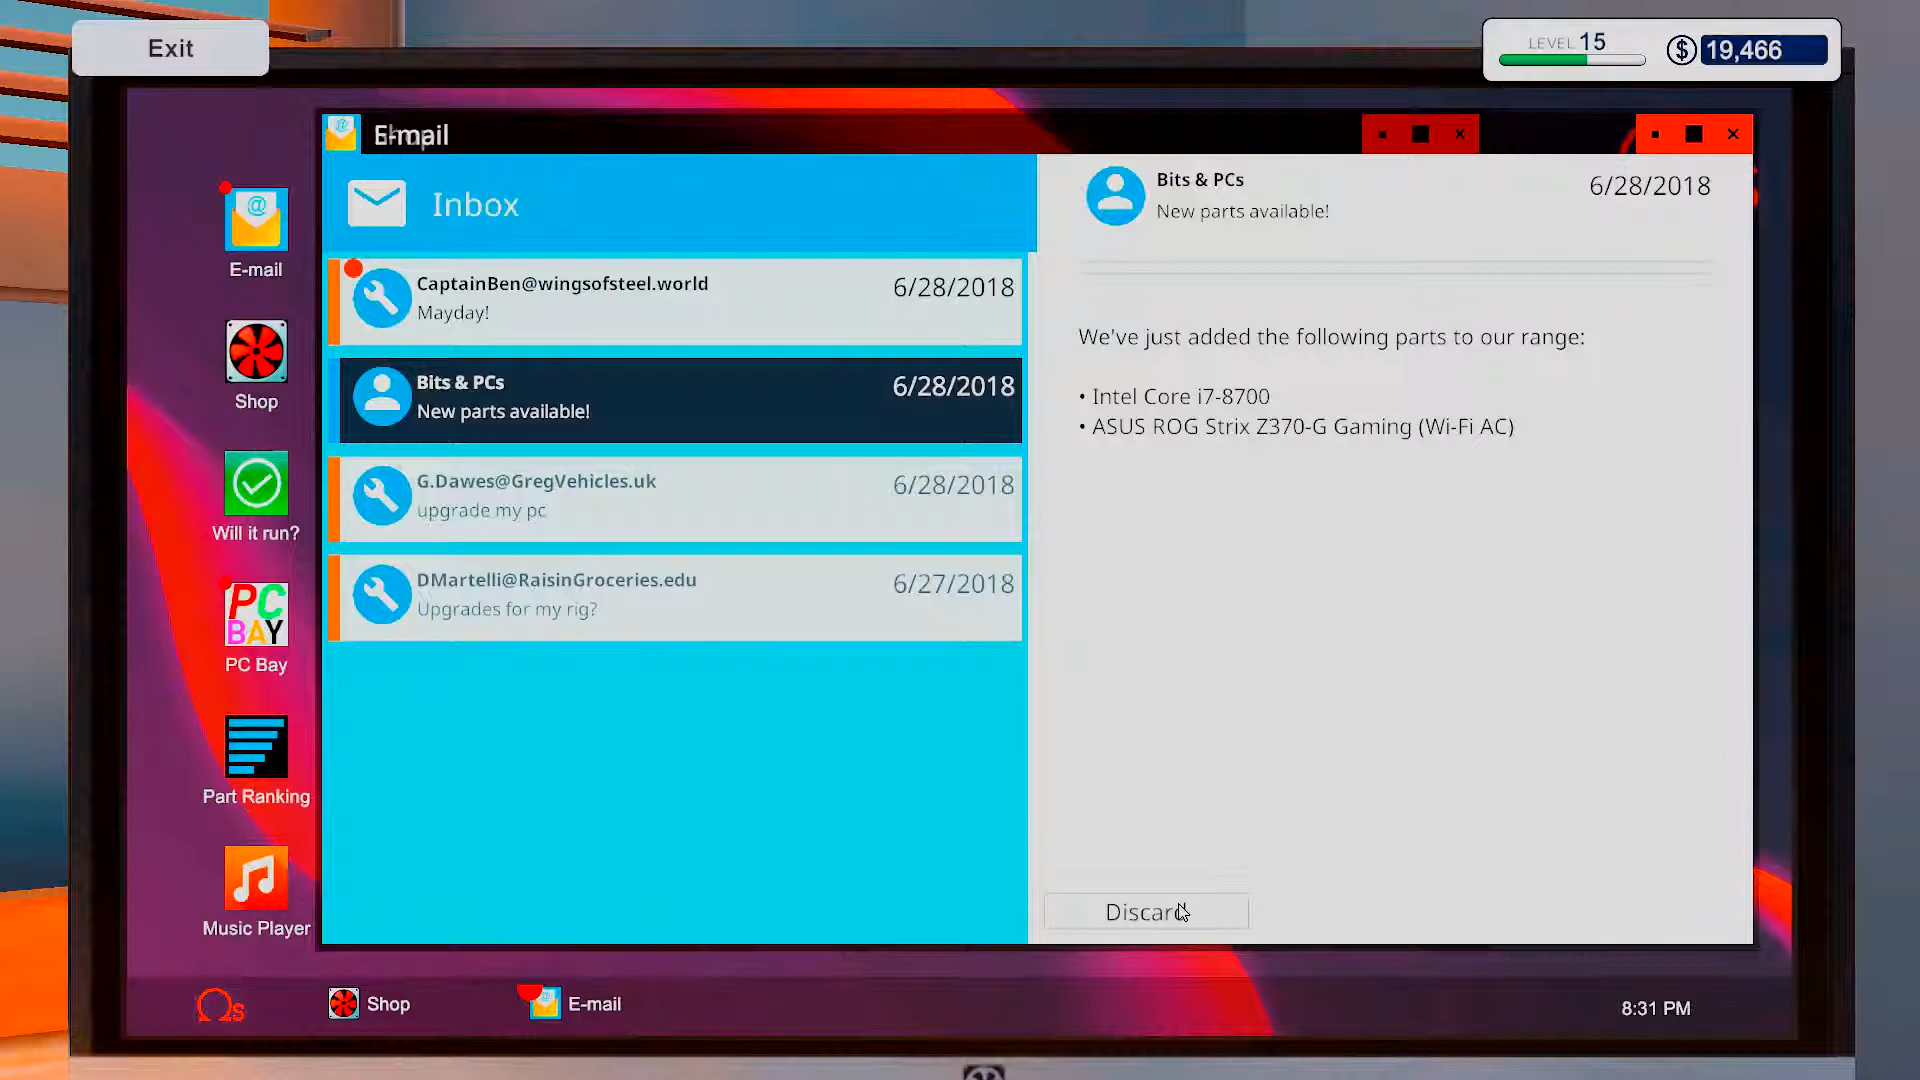 Exit
LEVEL 15
19,466
E-mail
Inbox
CaptainBen@wingsofsteel.world
6/28/2018
Mayday!
Bits & PCs
6/28/2018
New parts available!
G.Dawes@GregVehicles.uk
6/28/2018
upgrade my pc
DMartelli@RaisinGroceries.edu
6/27/2018
Upgrades for my rig?
Bits & PCs
6/28/2018
New parts available!
We've just added the following parts to our range:
• Intel Core i7-8700
• ASUS ROG Strix Z370-G Gaming (Wi-Fi AC)
Discard
E-mail
Shop
Will it run?
PC
BAY
PC Bay
Part Ranking
Music Player
Ωs
Shop
E-mail
8:31 PM